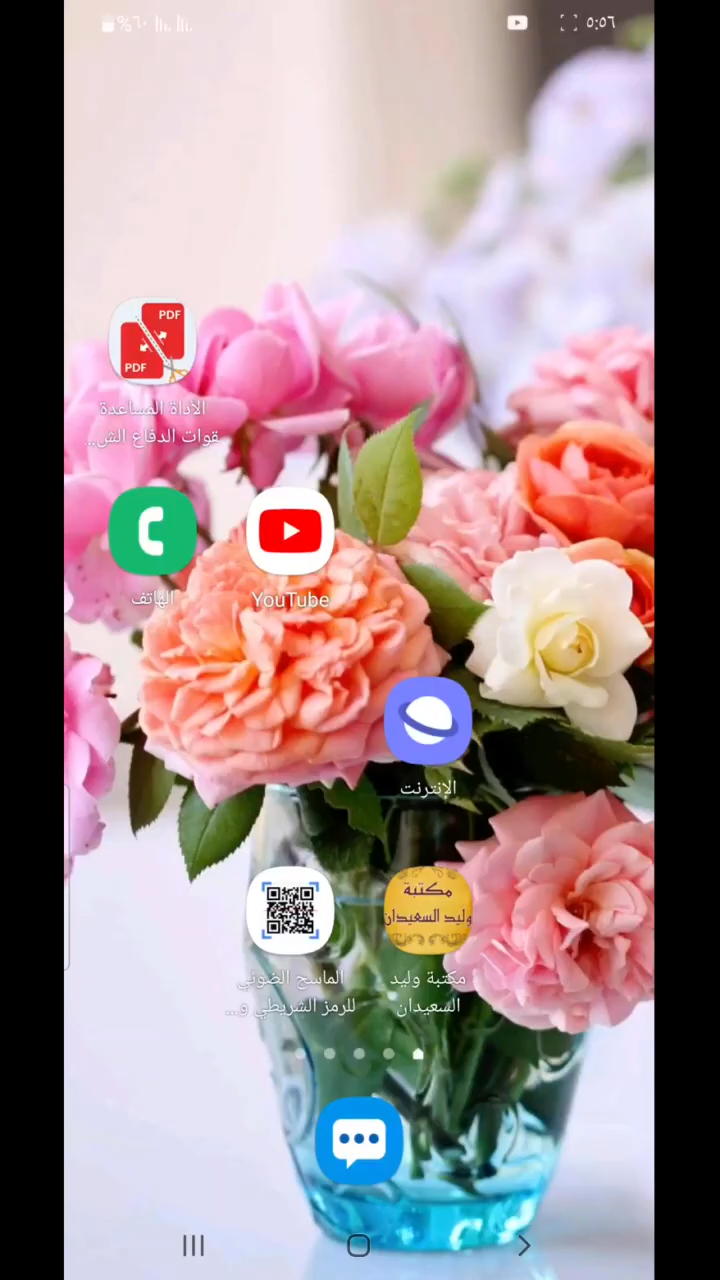 ٥:٥٦
%٦٠
PDF
PDF
الأداة المساعدة
قوات الدفاع الش...
الهاتف
YouTube
الإنترنت
مكتبة
وليد السعيدان
الماسح الضوئي
للرمز الشريطي و...
مكتبة وليد
السعيدان